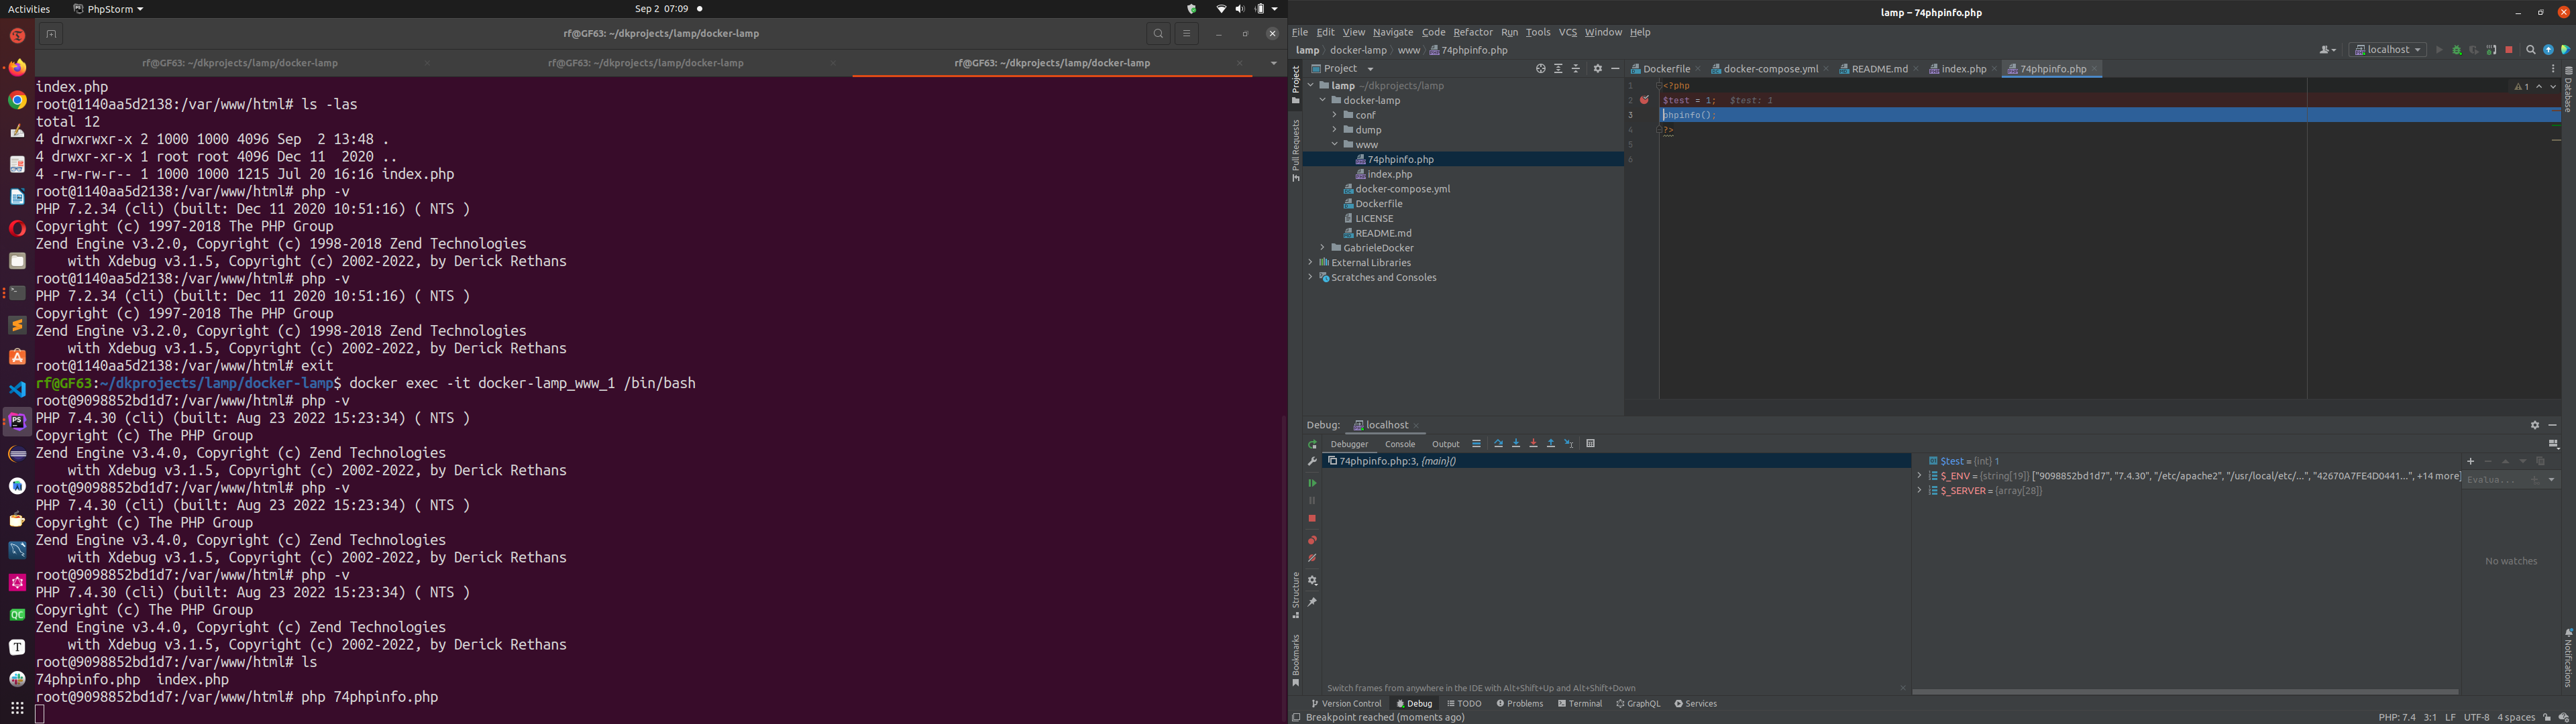 Activities PhpStorm Sep 2 07:09
rf@GF63: ~/dkprojects/lamp/docker-lamp
rf@GF63: ~/dkprojects/lamp/docker-lamp rf@GF63: ~/dkprojects/lamp/docker-lamp rf@GF63: ~/dkprojects/lamp/docker-lamp
index.php
root@1140aa5d2138:/var/www/html# ls -las
total 12
4 drwxrwxr-x 2 1000 1000 4096 Sep  2 13:48 .
4 drwxr-xr-x 1 root root 4096 Dec 11  2020 ..
4 -rw-rw-r-- 1 1000 1000 1215 Jul 20 16:16 index.php
root@1140aa5d2138:/var/www/html# php -v
PHP 7.2.34 (cli) (built: Dec 11 2020 10:51:16) ( NTS )
Copyright (c) 1997-2018 The PHP Group
Zend Engine v3.2.0, Copyright (c) 1998-2018 Zend Technologies
    with Xdebug v3.1.5, Copyright (c) 2002-2022, by Derick Rethans
root@1140aa5d2138:/var/www/html# php -v
PHP 7.2.34 (cli) (built: Dec 11 2020 10:51:16) ( NTS )
Copyright (c) 1997-2018 The PHP Group
Zend Engine v3.2.0, Copyright (c) 1998-2018 Zend Technologies
    with Xdebug v3.1.5, Copyright (c) 2002-2022, by Derick Rethans
root@1140aa5d2138:/var/www/html# exit
rf@GF63:~/dkprojects/lamp/docker-lamp$ docker exec -it docker-lamp_www_1 /bin/bash
root@9098852bd1d7:/var/www/html# php -v
PHP 7.4.30 (cli) (built: Aug 23 2022 15:23:34) ( NTS )
Copyright (c) The PHP Group
Zend Engine v3.4.0, Copyright (c) Zend Technologies
    with Xdebug v3.1.5, Copyright (c) 2002-2022, by Derick Rethans
root@9098852bd1d7:/var/www/html# php -v
PHP 7.4.30 (cli) (built: Aug 23 2022 15:23:34) ( NTS )
Copyright (c) The PHP Group
Zend Engine v3.4.0, Copyright (c) Zend Technologies
    with Xdebug v3.1.5, Copyright (c) 2002-2022, by Derick Rethans
root@9098852bd1d7:/var/www/html# php -v
PHP 7.4.30 (cli) (built: Aug 23 2022 15:23:34) ( NTS )
Copyright (c) The PHP Group
Zend Engine v3.4.0, Copyright (c) Zend Technologies
    with Xdebug v3.1.5, Copyright (c) 2002-2022, by Derick Rethans
root@9098852bd1d7:/var/www/html# ls
74phpinfo.php  index.php
root@9098852bd1d7:/var/www/html# php 74phpinfo.php
lamp – 74phpinfo.php
File Edit View Navigate Code Refactor Run Tools VCS Window Help
lamp docker-lamp www 74phpinfo.php localhost
Project Dockerfile docker-compose.yml README.md index.php 74phpinfo.php
lamp ~/dkprojects/lamp
docker-lamp
conf
dump
www
74phpinfo.php
index.php
docker-compose.yml
Dockerfile
LICENSE
README.md
GabrieleDocker
External Libraries
Scratches and Consoles
1 <?php
2 $test = 1; $test: 1
3 phpinfo();
4 ?>
5
6
1
Project
Pull Requests
Structure
Bookmarks
Database
Notifications
Debug: localhost
Debugger Console Output
74phpinfo.php:3, {main}()
$test = {int} 1
$_ENV = {string[19]} ["9098852bd1d7", "7.4.30", "/etc/apache2", "/usr/local/etc/...", "42670A7FE4D0441...", +14 more]
$_SERVER = {array[28]}
Evalua...
No watches
Switch frames from anywhere in the IDE with Alt+Shift+Up and Alt+Shift+Down
Version Control Debug TODO Problems Terminal GraphQL Services
Breakpoint reached (moments ago) PHP: 7.4 3:1 LF UTF-8 4 spaces